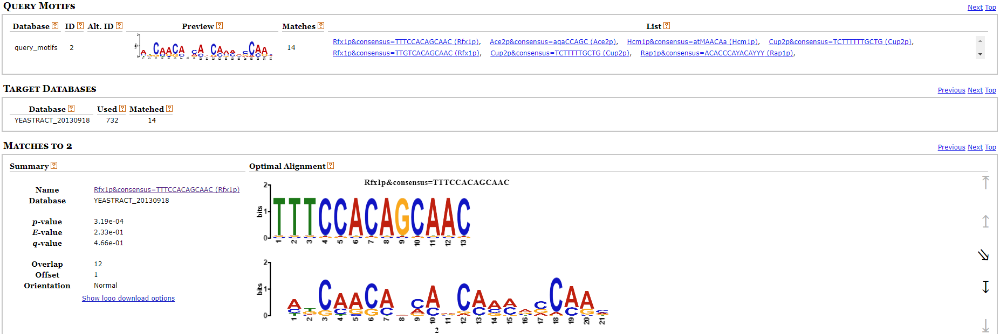 Query Motifs
Next Top
Database ? ID ? Alt. ID ? Preview ? Matches ? List ?
query_motifs 2 14 Rfx1p&consensus=TTTCCACAGCAAC (Rfx1p), Ace2p&consensus=agaCCAGC (Ace2p), Hcm1p&consensus=atMAACAa (Hcm1p), Cup2p&consensus=TCTTTTTTGCTG (Cup2p),
Rfx1p&consensus=TTGTCACAGCAAC (Rfx1p), Cup2p&consensus=TCTTTTTGCTG (Cup2p), Rap1p&consensus=ACACCCAYACAYYY (Rap1p),
Target Databases
Previous Next Top
Database ? Used ? Matched ?
YEASTRACT_20130918 732 14
Matches to 2
Previous Next Top
Summary ? Optimal Alignment ?
Name Rfx1p&consensus=TTTCCACAGCAAC (Rfx1p)
Database YEASTRACT_20130918
p-value 3.19e-04
E-value 2.33e-01
q-value 4.66e-01
Overlap 12
Offset 1
Orientation Normal
Show logo download options
Rfx1p&consensus=TTTCCACAGCAAC
2
bits
1
0
TTTCCACAGCAAC
1 2 3 4 5 6 7 8 9 10 11 12 13
2
bits
1
0
1 2 3 4 5 6 7 8 9 10 11 12 13 14 15 16 17 18 19 20 21
2